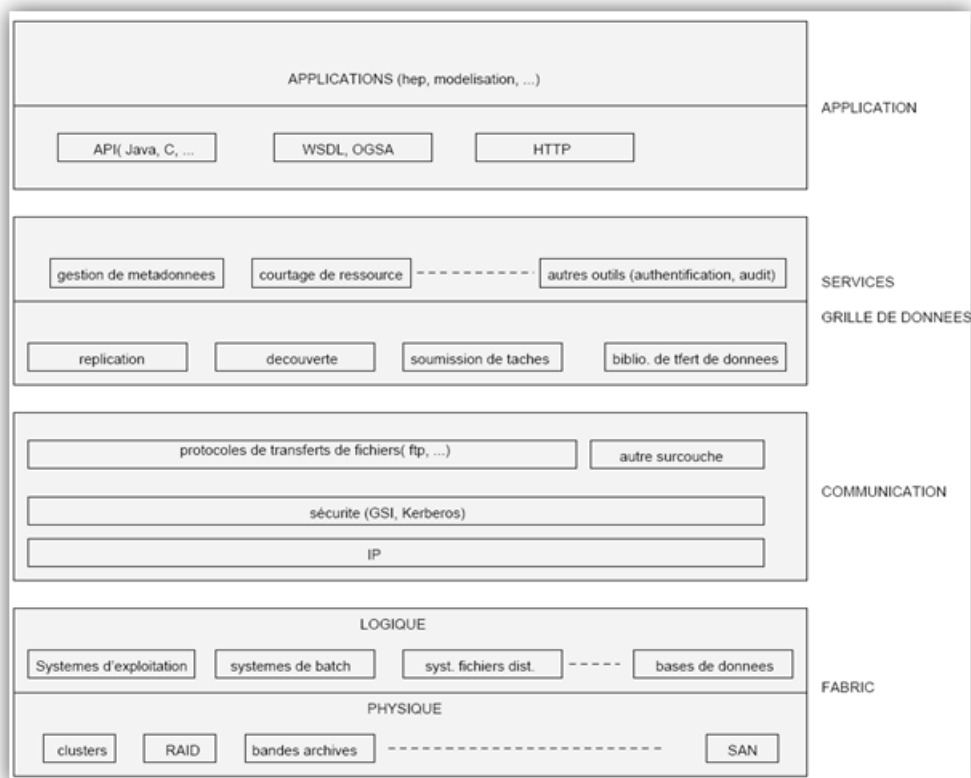 APPLICATIONS (hep, modelisation, ...)
APPLICATION
API( Java, C, ...
WSDL, OGSA
HTTP
gestion de metadonnees
courtage de ressource
autres outils (authentification, audit)
SERVICES
GRILLE DE DONNEES
replication
decouverte
soumission de taches
biblio. de tfert de donnees
protocoles de transferts de fichiers( ftp, ...)
autre surcouche
COMMUNICATION
sécurite (GSI, Kerberos)
IP
LOGIQUE
Systemes d'exploitation
systemes de batch
syst. fichiers dist.
bases de donnees
FABRIC
PHYSIQUE
clusters
RAID
bandes archives
SAN